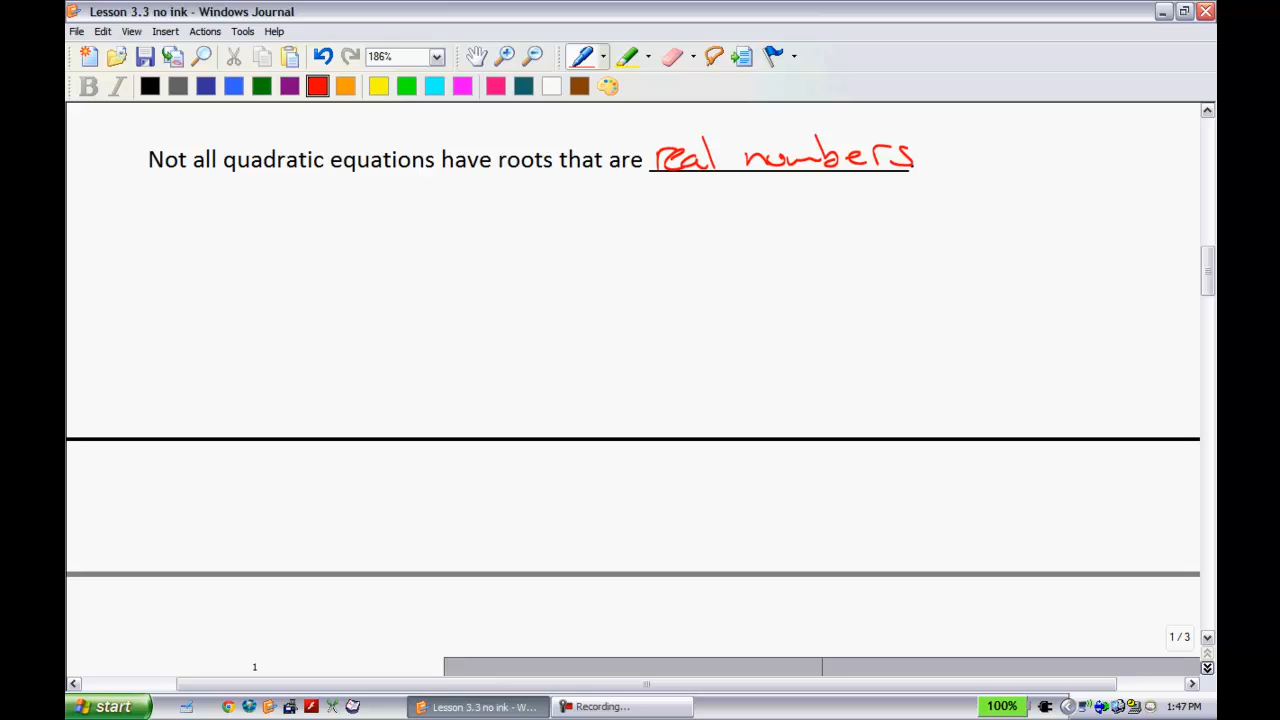 Lesson 3.3 no ink - Windows Journal
File Edit View Insert Actions Tools Help
186%
B I
Not all quadratic equations have roots that are real numbers.
1 / 3
1
start Lesson 3.3 no ink - W... Recording... 100% 1:47 PM